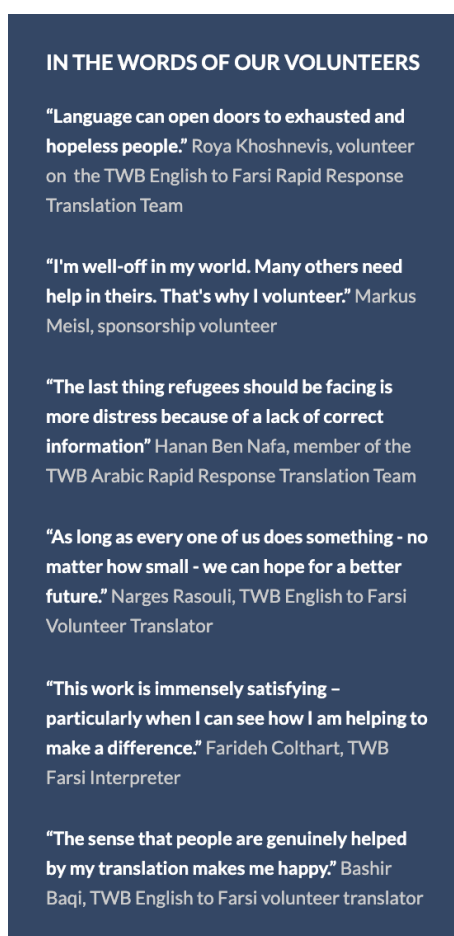 IN THE WORDS OF OUR VOLUNTEERS
“Language can open doors to exhausted and
hopeless people.” Roya Khoshnevis, volunteer
on  the TWB English to Farsi Rapid Response
Translation Team
“I'm well-off in my world. Many others need
help in theirs. That's why I volunteer.” Markus
Meisl, sponsorship volunteer
“The last thing refugees should be facing is
more distress because of a lack of correct
information” Hanan Ben Nafa, member of the
TWB Arabic Rapid Response Translation Team
“As long as every one of us does something - no
matter how small - we can hope for a better
future.” Narges Rasouli, TWB English to Farsi
Volunteer Translator
“This work is immensely satisfying –
particularly when I can see how I am helping to
make a difference.” Farideh Colthart, TWB
Farsi Interpreter
“The sense that people are genuinely helped
by my translation makes me happy.” Bashir
Baqi, TWB English to Farsi volunteer translator